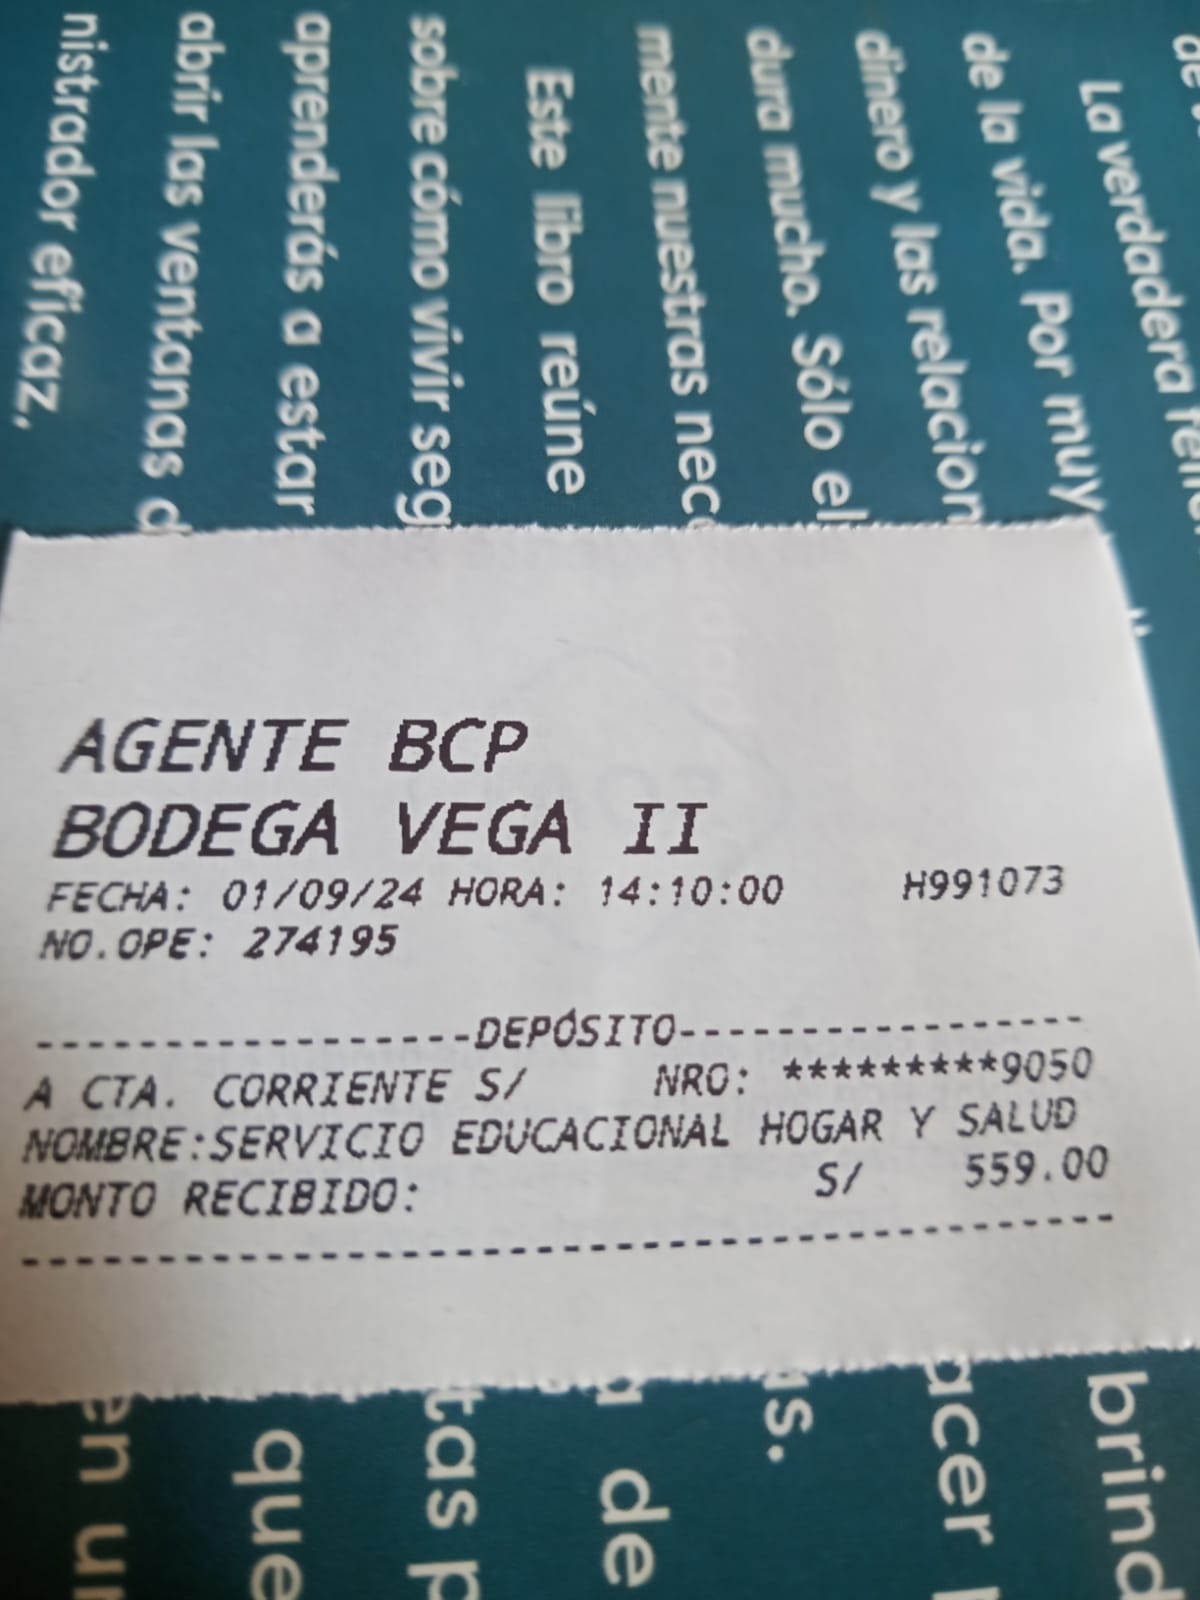 AGENTE BCP
BODEGA VEGA II
FECHA: 01/09/24 HORA: 14:10:00 H991073
NO.OPE: 274195
-----------------DEPÓSITO-----------------
A CTA. CORRIENTE S/ NRO: *********9050
NOMBRE:SERVICIO EDUCACIONAL HOGAR Y SALUD
MONTO RECIBIDO: S/ 559.00
La verdadera
de la vida. Por muy
dinero y las
dura mucho. Sólo el
mente nuestras
Este libro reúne
sobre cómo vivir
aprenderás a estar
abrir las ventanas
nistrador eficaz,
que
de